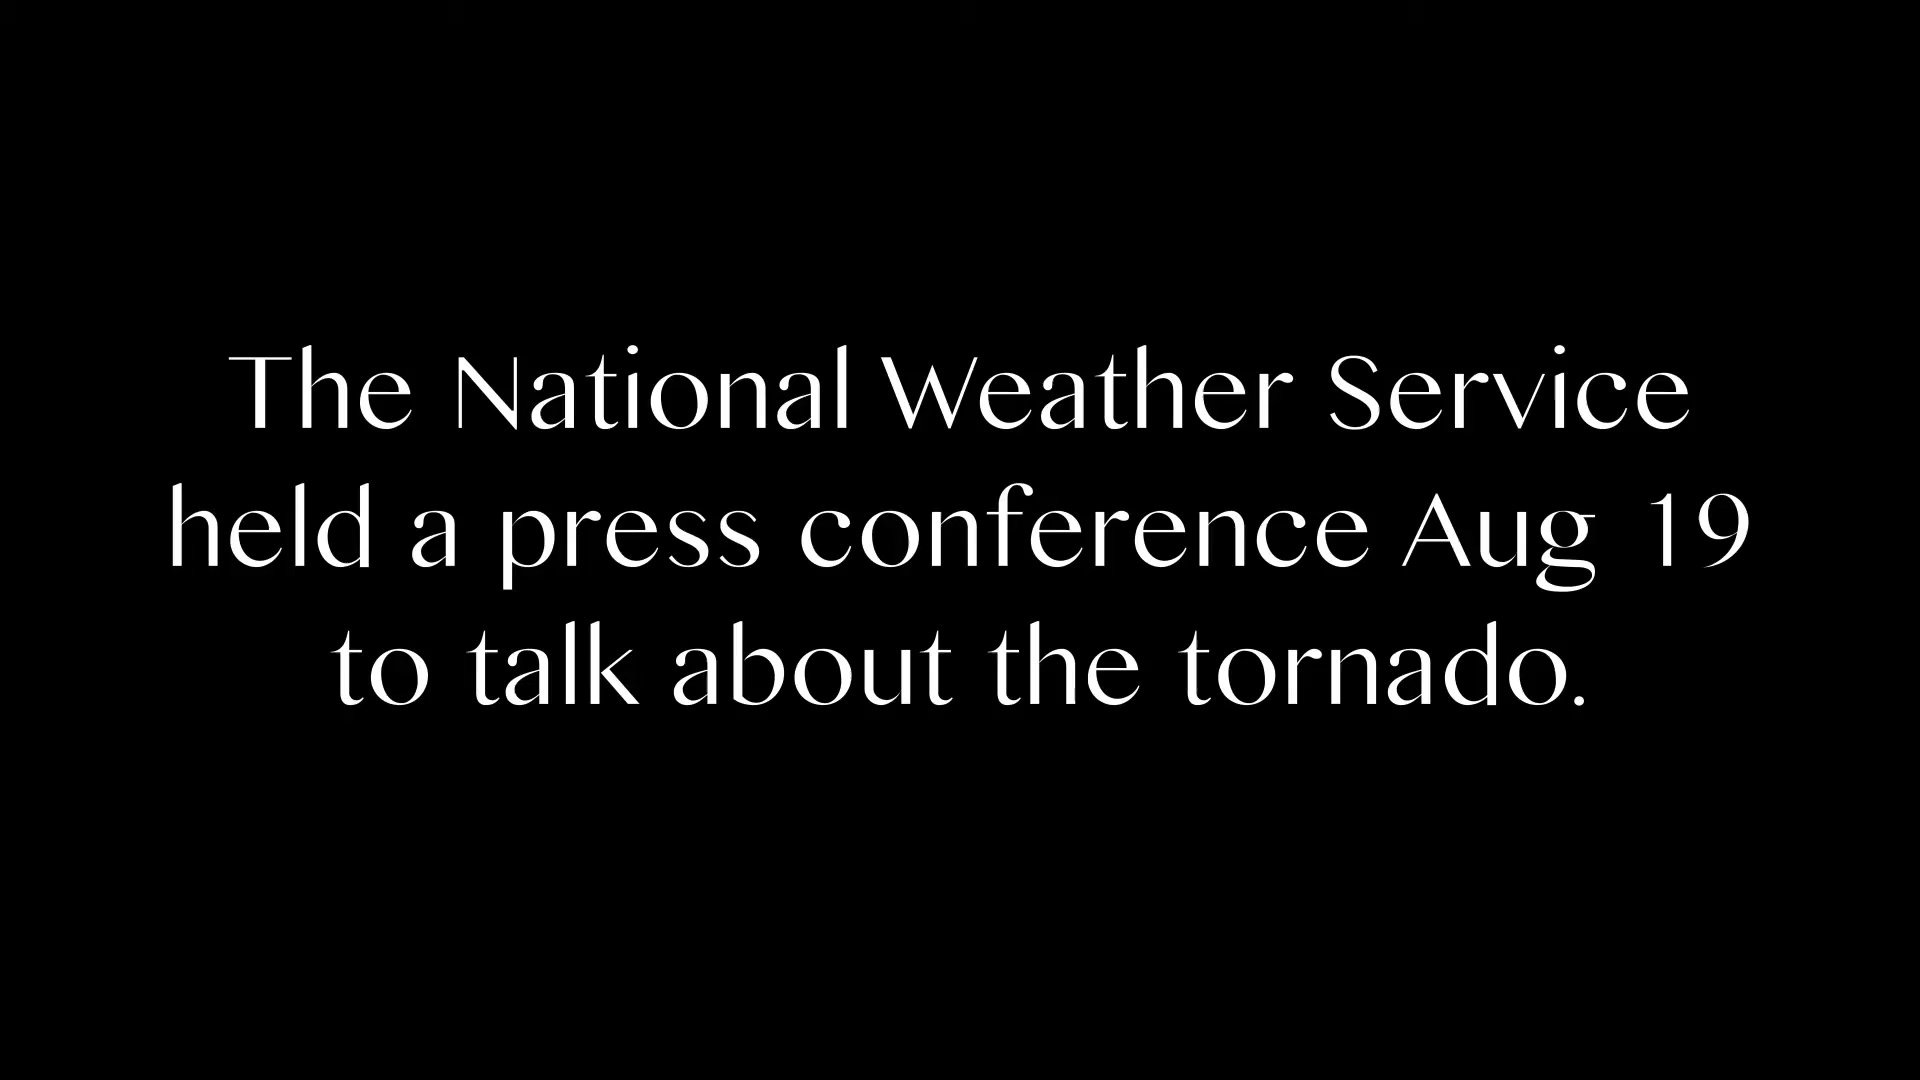 The National Weather Service
held a press conference Aug 19
to talk about the tornado.